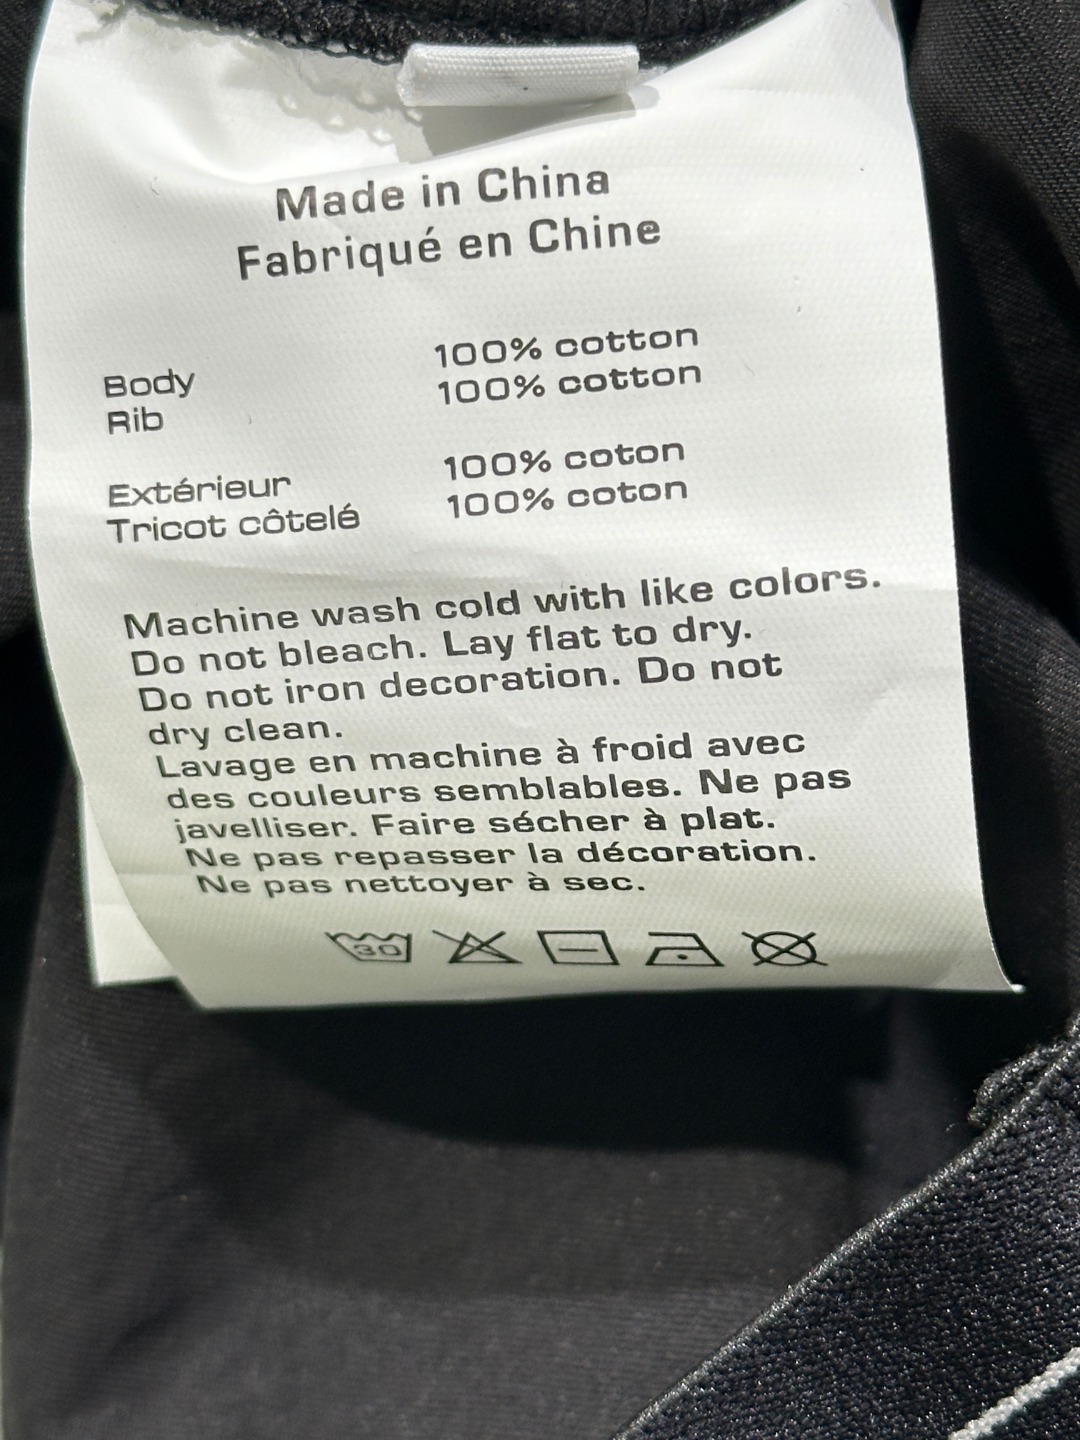 Made in China
Fabriqué en Chine
Body 100% cotton
Rib 100% cotton
Extérieur 100% coton
Tricot côtelé 100% coton
Machine wash cold with like colors.
Do not bleach. Lay flat to dry.
Do not iron decoration. Do not
dry clean.
Lavage en machine à froid avec
des couleurs semblables. Ne pas
javelliser. Faire sécher à plat.
Ne pas repasser la décoration.
Ne pas nettoyer à sec.
30